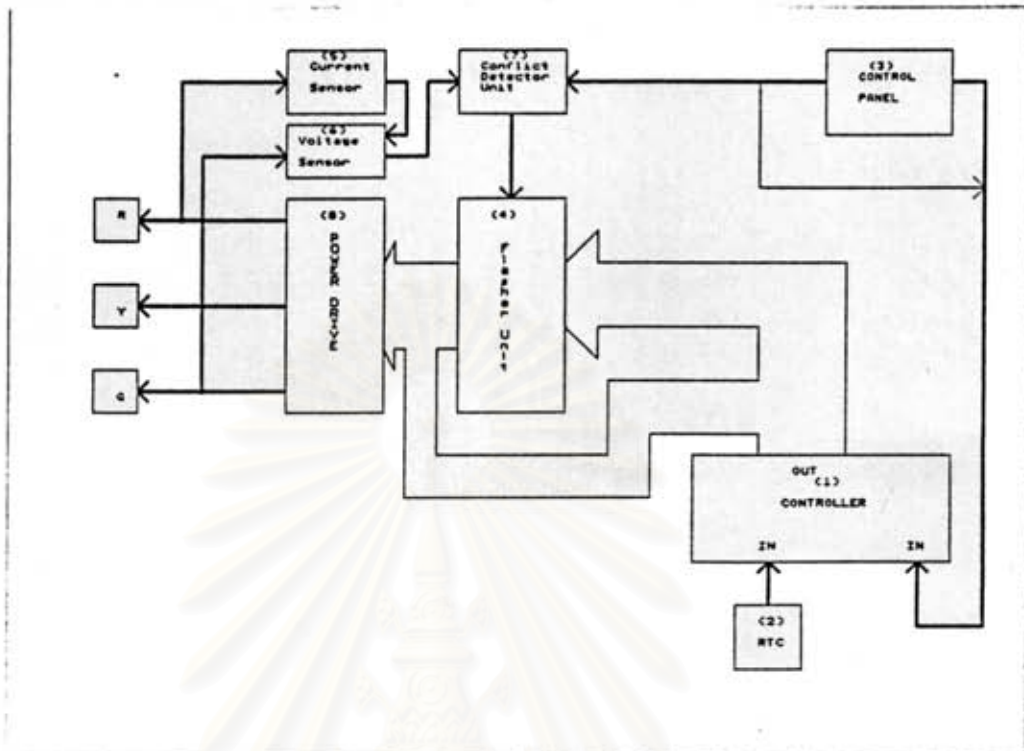 (5)
Current
Sensor
(7)
Conflict
Detector
Unit
(3)
CONTROL
PANEL
(6)
Voltage
Sensor
R
(8)
POWER DRIVE
(4)
Flasher Unit
Y
G
OUT
(1)
CONTROLLER
IN
IN
(2)
RTC